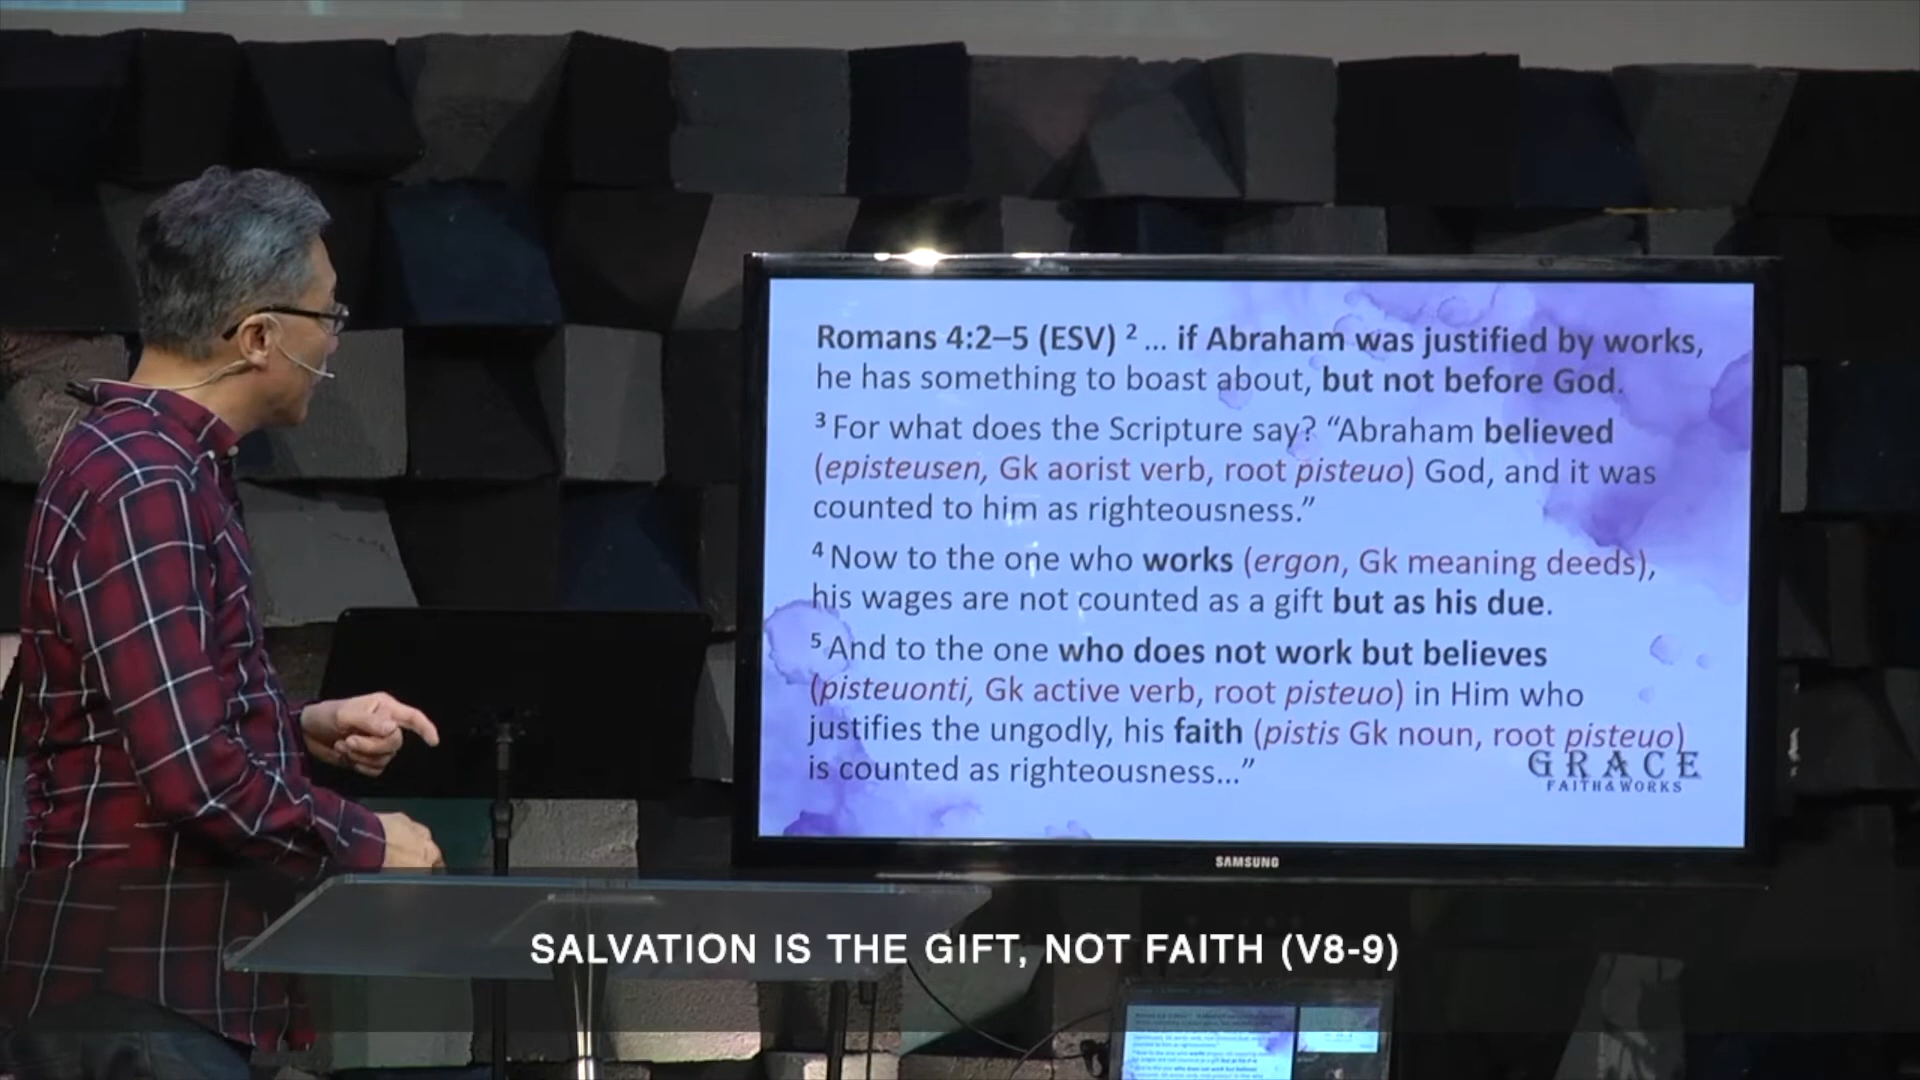 Romans 4:2–5 (ESV) ² ... if Abraham was justified by works,
he has something to boast about, but not before God.
³ For what does the Scripture say? “Abraham believed
(episteusen, Gk aorist verb, root pisteuo) God, and it was
counted to him as righteousness.”
⁴ Now to the one who works (ergon, Gk meaning deeds),
his wages are not counted as a gift but as his due.
⁵ And to the one who does not work but believes
(pisteuonti, Gk active verb, root pisteuo) in Him who
justifies the ungodly, his faith (pistis Gk noun, root pisteuo)
is counted as righteousness...”
GRACE
FAITH & WORKS
SAMSUNG
SALVATION IS THE GIFT, NOT FAITH (V8-9)